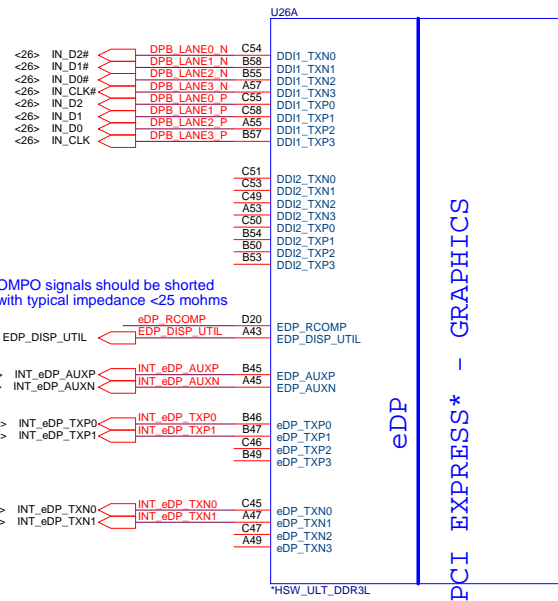 U26A
<26> IN_D2# DPB_LANE0_N C54 DDI1_TXN0
<26> IN_D1# DPB_LANE1_N B58 DDI1_TXN1
<26> IN_D0# DPB_LANE2_N B55 DDI1_TXN2
<26> IN_CLK# DPB_LANE3_N A57 DDI1_TXN3
<26> IN_D2 DPB_LANE0_P C55 DDI1_TXP0
<26> IN_D1 DPB_LANE1_P C58 DDI1_TXP1
<26> IN_D0 DPB_LANE2_P A55 DDI1_TXP2
<26> IN_CLK DPB_LANE3_P B57 DDI1_TXP3
C51 DDI2_TXN0
C53 DDI2_TXN1
C49 DDI2_TXN2
A53 DDI2_TXN3
C50 DDI2_TXP0
B54 DDI2_TXP1
B50 DDI2_TXP2
B53 DDI2_TXP3
OMPO signals should be shorted
with typical impedance <25 mohms
eDP_RCOMP D20 EDP_RCOMP
EDP_DISP_UTIL EDP_DISP_UTIL A43 EDP_DISP_UTIL
> INT_eDP_AUXP INT_eDP_AUXP B45 EDP_AUXP
> INT_eDP_AUXN INT_eDP_AUXN A45 EDP_AUXN
> INT_eDP_TXP0 INT_eDP_TXP0 B46 eDP_TXP0
> INT_eDP_TXP1 INT_eDP_TXP1 B47 eDP_TXP1
C46 eDP_TXP2
B49 eDP_TXP3
> INT_eDP_TXN0 INT_eDP_TXN0 C45 eDP_TXN0
> INT_eDP_TXN1 INT_eDP_TXN1 A47 eDP_TXN1
C47 eDP_TXN2
A49 eDP_TXN3
eDP
PCI EXPRESS* - GRAPHICS
*HSW_ULT_DDR3L